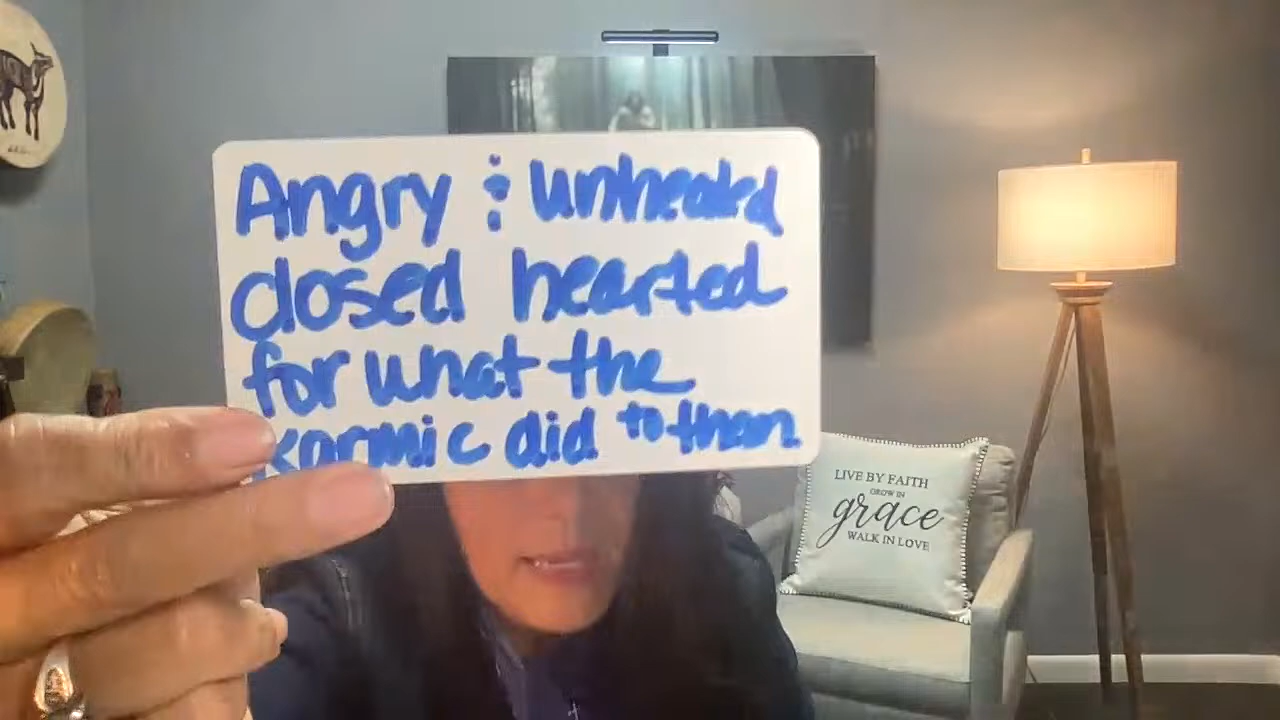 Angry & unhealed
closed hearted
for what the
karmic did to them
LIVE BY FAITH
GROW IN
grace
WALK IN LOVE